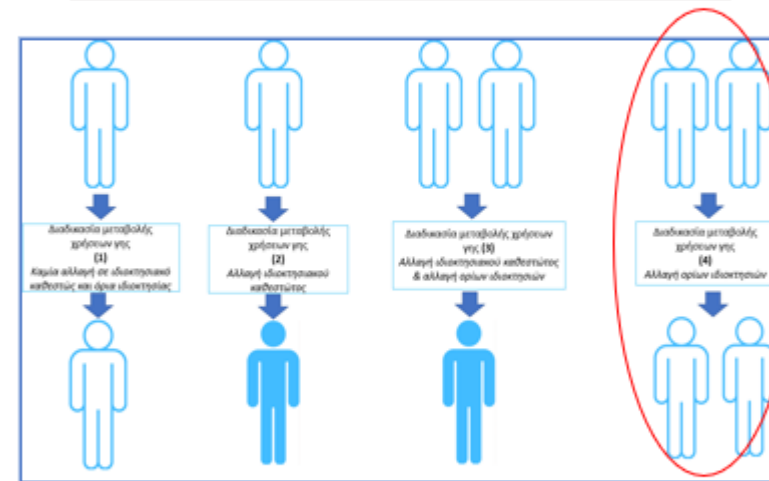 Διαδικασία μεταβολής
χρήσεων γης
(1)
Καμία αλλαγή σε ιδιοκτησιακό
καθεστώς και όρια ιδιοκτησίας
Διαδικασία μεταβολής
χρήσεων γης
(2)
Αλλαγή ιδιοκτησιακού
καθεστώτος
Διαδικασία μεταβολής χρήσεων
γης (3)
Αλλαγή ιδιοκτησιακού καθεστώτος
& αλλαγή ορίων ιδιοκτησιών
Διαδικασία μεταβολής
χρήσεων γης
(4)
Αλλαγή ορίων ιδιοκτησιών